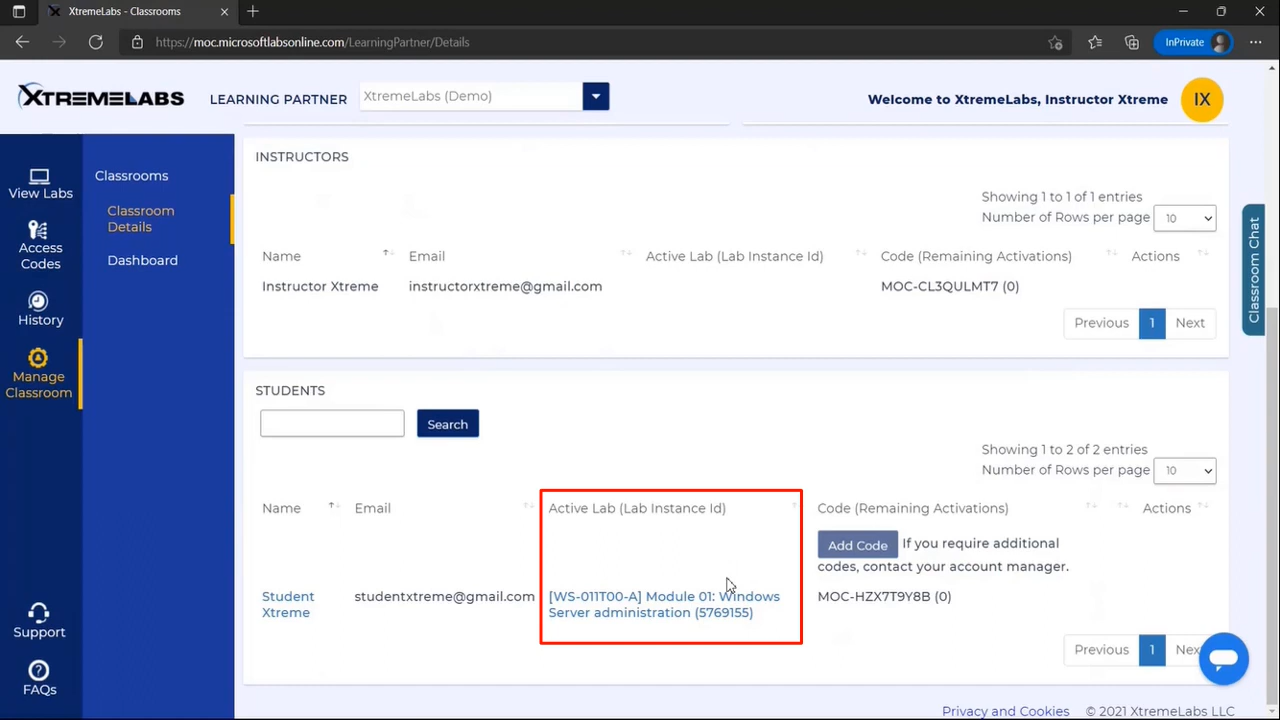 XtremeLabs - Classrooms
https://moc.microsoftlabsonline.com/LearningPartner/Details
InPrivate
XTREMELABS
LEARNING PARTNER
XtremeLabs (Demo)
Welcome to XtremeLabs, Instructor Xtreme
IX
View Labs
Access
Codes
History
Manage
Classroom
Support
FAQs
Classrooms
Classroom
Details
Dashboard
INSTRUCTORS
Showing 1 to 1 of 1 entries
Number of Rows per page 10
Name Email Active Lab (Lab Instance Id) Code (Remaining Activations) Actions
Instructor Xtreme instructorxtreme@gmail.com MOC-CL3QULMT7 (0)
Previous 1 Next
Classroom Chat
STUDENTS
Search
Showing 1 to 2 of 2 entries
Number of Rows per page 10
Name Email Active Lab (Lab Instance Id) Code (Remaining Activations) Actions
Add Code If you require additional
codes, contact your account manager.
Student
Xtreme
studentxtreme@gmail.com
[WS-011T00-A] Module 01: Windows
Server administration (5769155)
MOC-HZX7T9Y8B (0)
Previous 1 Nex
Privacy and Cookies © 2021 XtremeLabs LLC